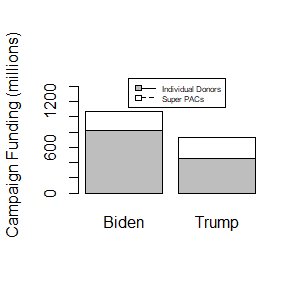 Campaign Funding (millions)
1200
600
0
Individual Donors
Super PACs
Biden
Trump